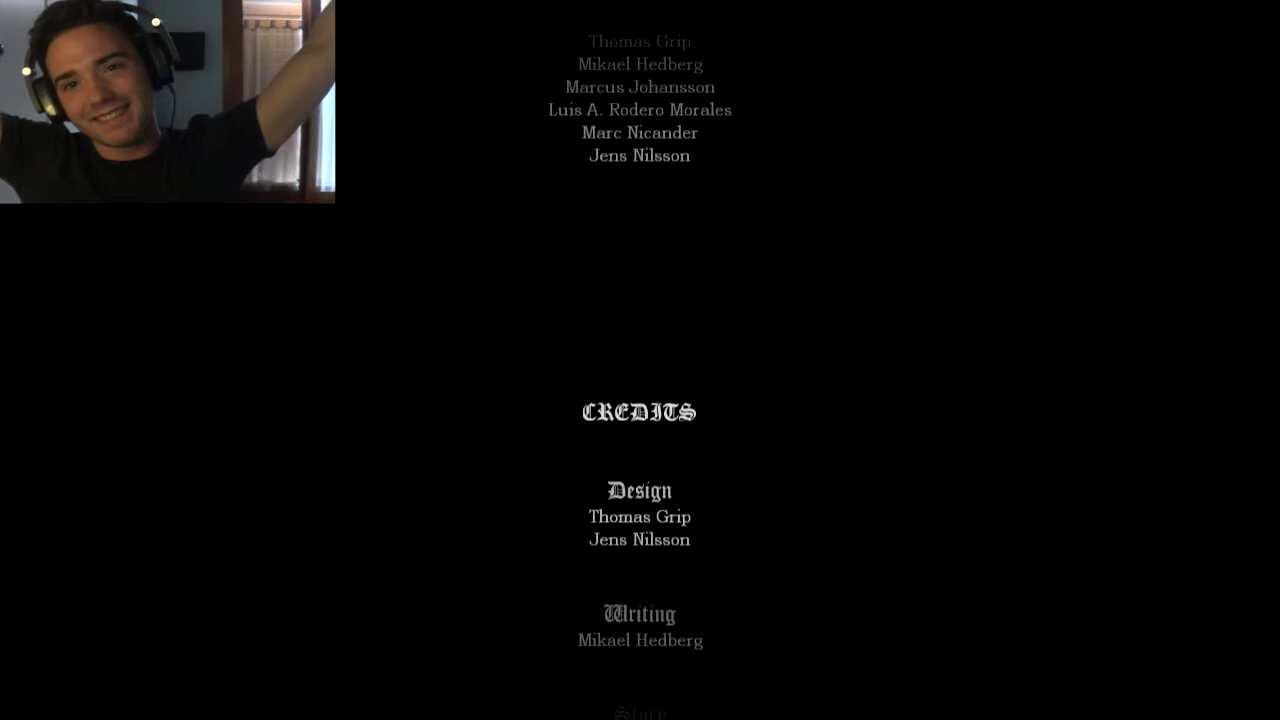 Thomas Grip
Mikael Hedberg
Marcus Johansson
Luis A. Rodero Morales
Marc Nicander
Jens Nilsson
CREDITS
Design
Thomas Grip
Jens Nilsson
Writing
Mikael Hedberg
Story